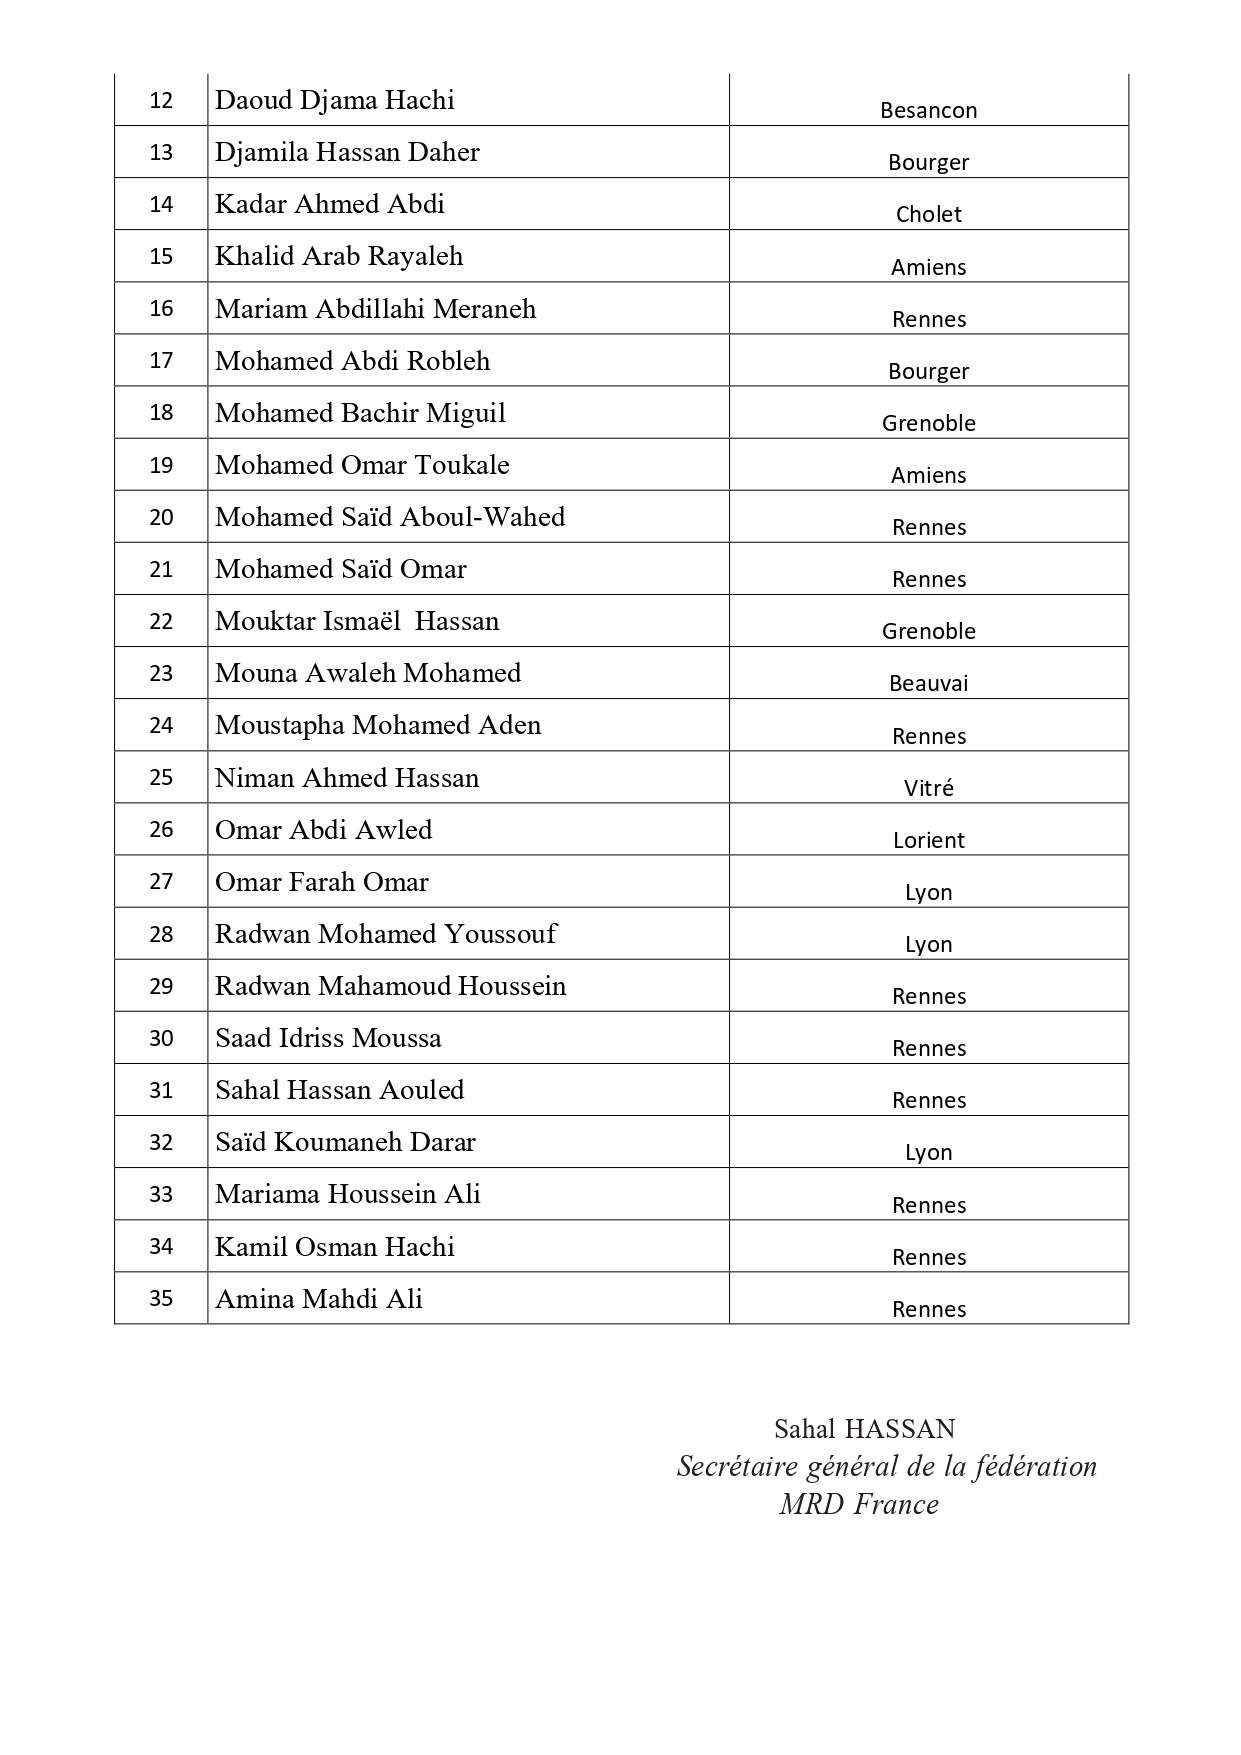 12 Daoud Djama Hachi Besancon
13 Djamila Hassan Daher Bourger
14 Kadar Ahmed Abdi Cholet
15 Khalid Arab Rayaleh Amiens
16 Mariam Abdillahi Meraneh Rennes
17 Mohamed Abdi Robleh Bourger
18 Mohamed Bachir Miguil Grenoble
19 Mohamed Omar Toukale Amiens
20 Mohamed Saïd Aboul-Wahed Rennes
21 Mohamed Saïd Omar Rennes
22 Mouktar Ismaël  Hassan Grenoble
23 Mouna Awaleh Mohamed Beauvai
24 Moustapha Mohamed Aden Rennes
25 Niman Ahmed Hassan Vitré
26 Omar Abdi Awled Lorient
27 Omar Farah Omar Lyon
28 Radwan Mohamed Youssouf Lyon
29 Radwan Mahamoud Houssein Rennes
30 Saad Idriss Moussa Rennes
31 Sahal Hassan Aouled Rennes
32 Saïd Koumaneh Darar Lyon
33 Mariama Houssein Ali Rennes
34 Kamil Osman Hachi Rennes
35 Amina Mahdi Ali Rennes
Sahal HASSAN
Secrétaire général de la fédération
MRD France